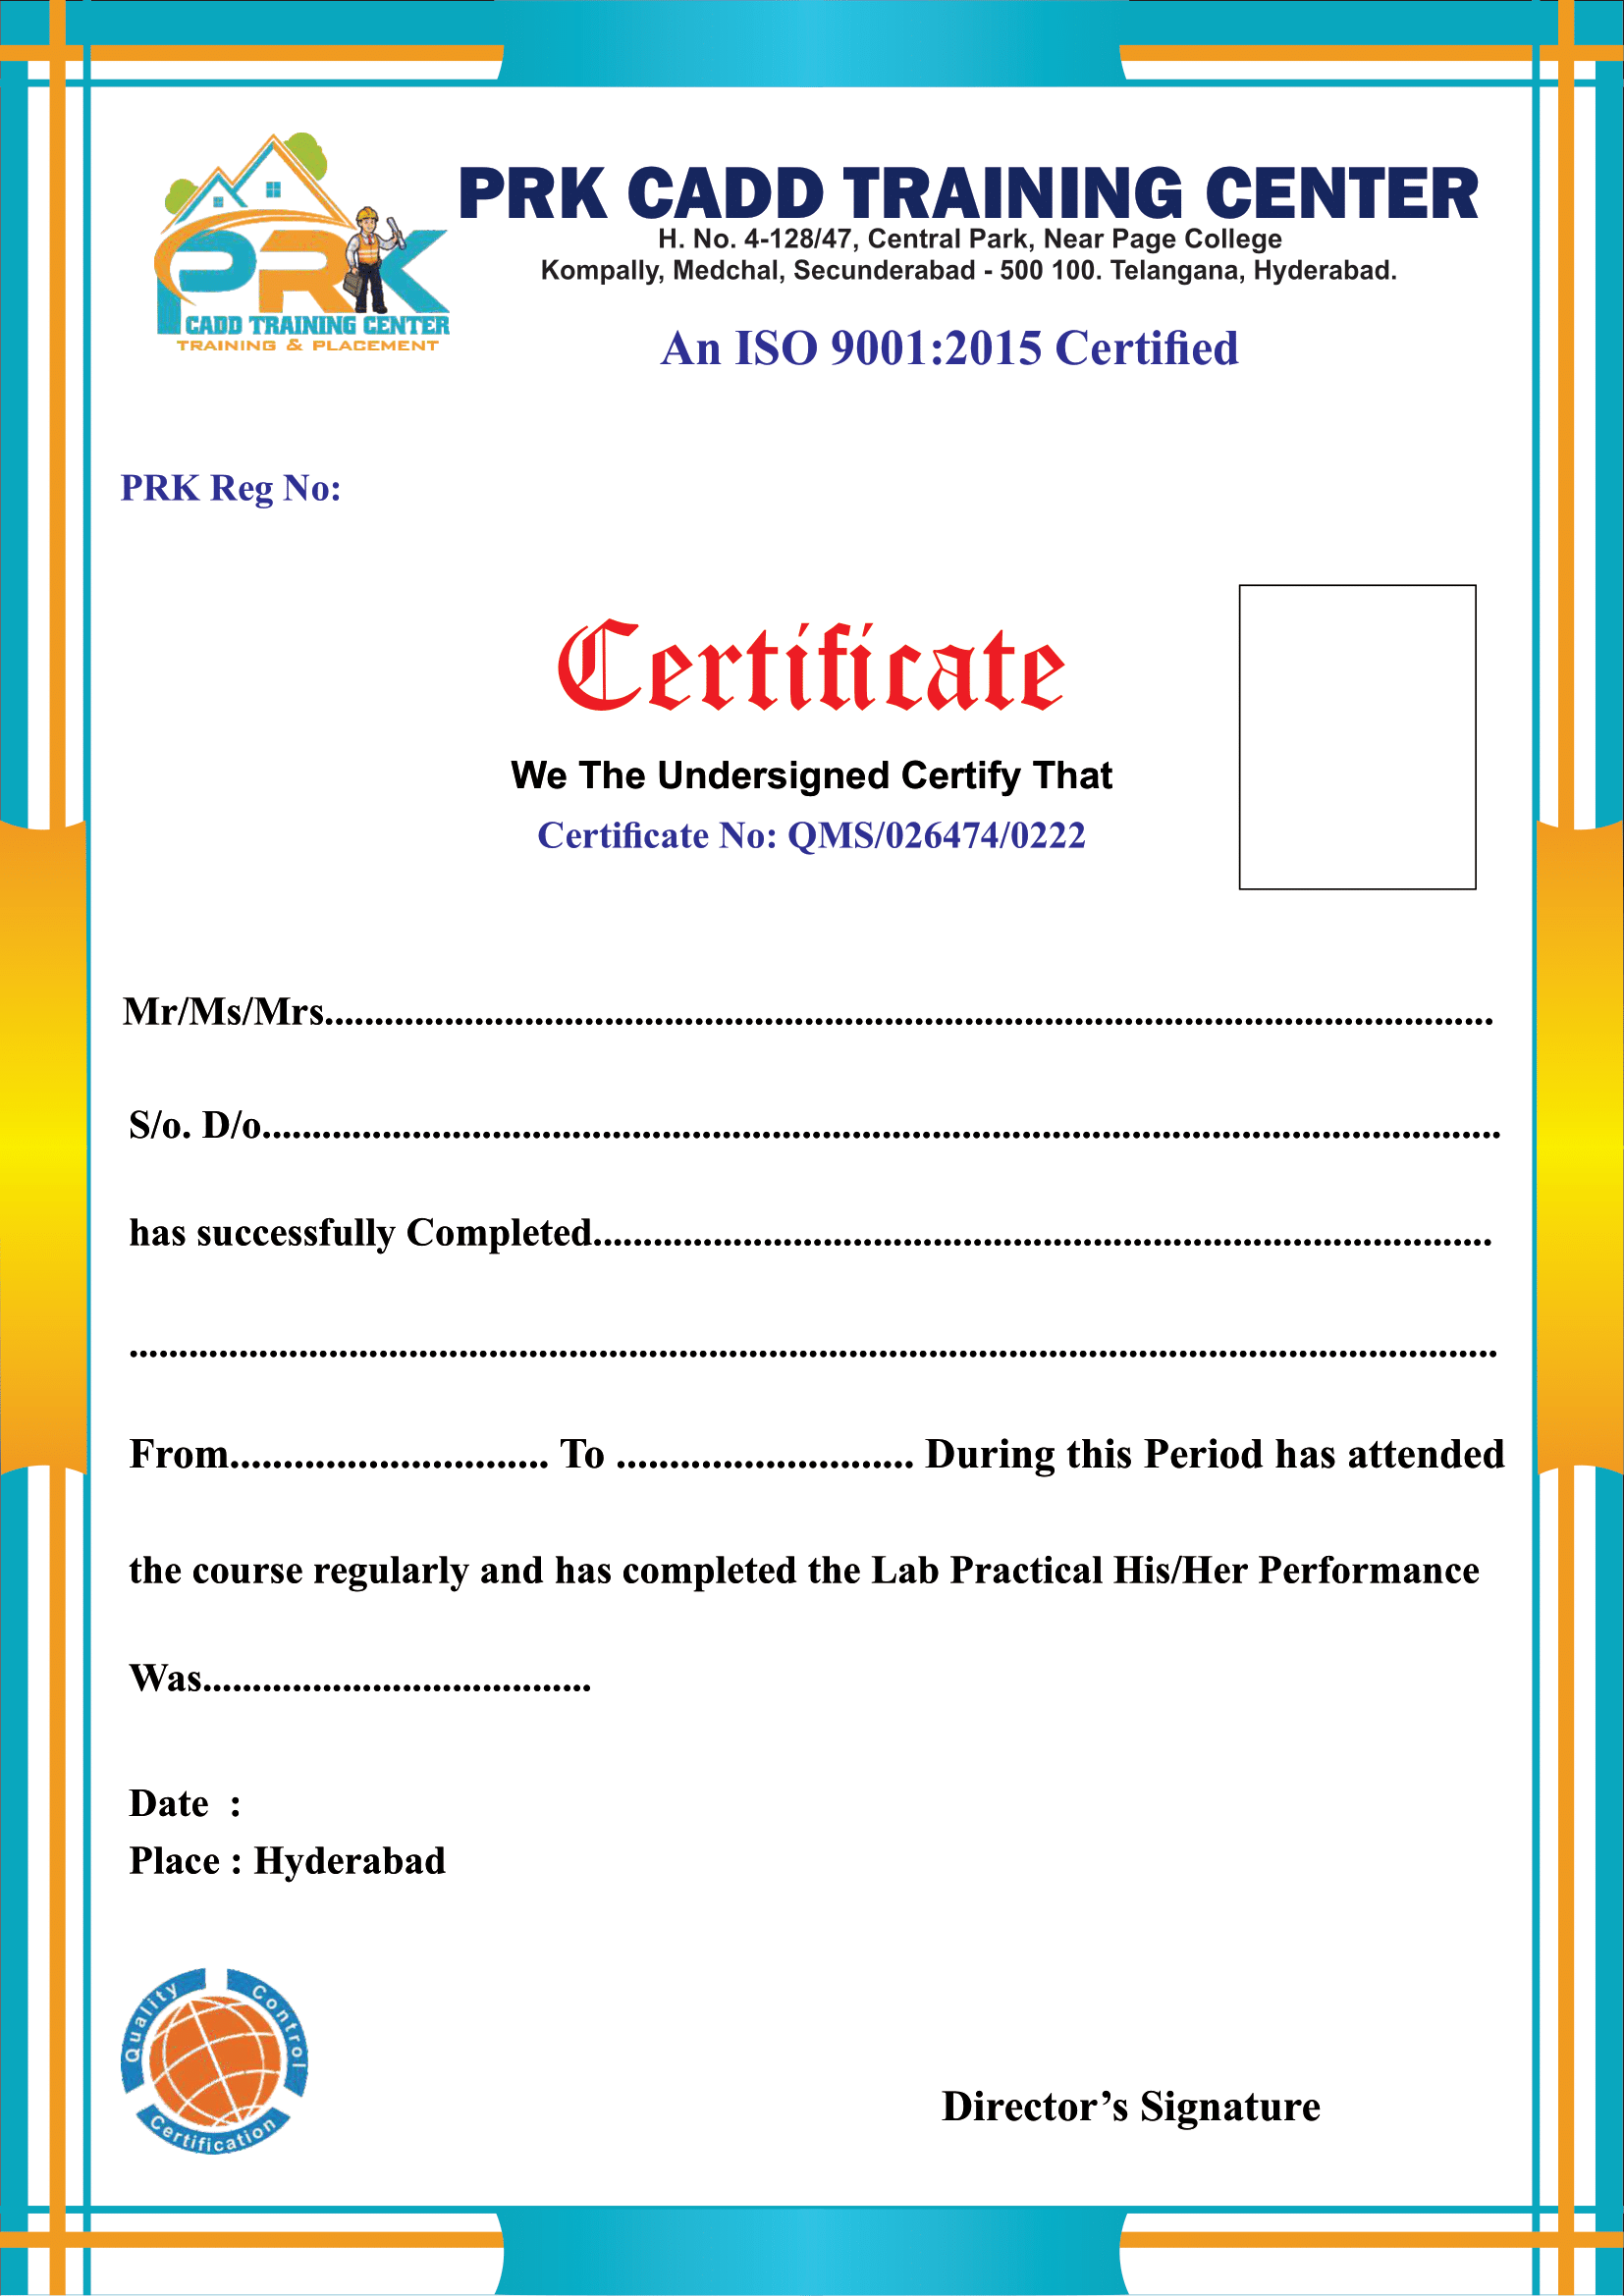 PRK
CADD TRAINING CENTER
TRAINING & PLACEMENT
PRK CADD TRAINING CENTER
H. No. 4-128/47, Central Park, Near Page College
Kompally, Medchal, Secunderabad - 500 100. Telangana, Hyderabad.
An ISO 9001:2015 Certified
PRK Reg No:
Certificate
We The Undersigned Certify That
Certificate No: QMS/026474/0222
Mr/Ms/Mrs....................................................................................................................
S/o. D/o...........................................................................................................................
has successfully Completed.........................................................................................
........................................................................................................................................
From.............................. To ............................ During this Period has attended
the course regularly and has completed the Lab Practical His/Her Performance
Was.......................................
Date :
Place : Hyderabad
Quality Control
Certification
Director’s Signature